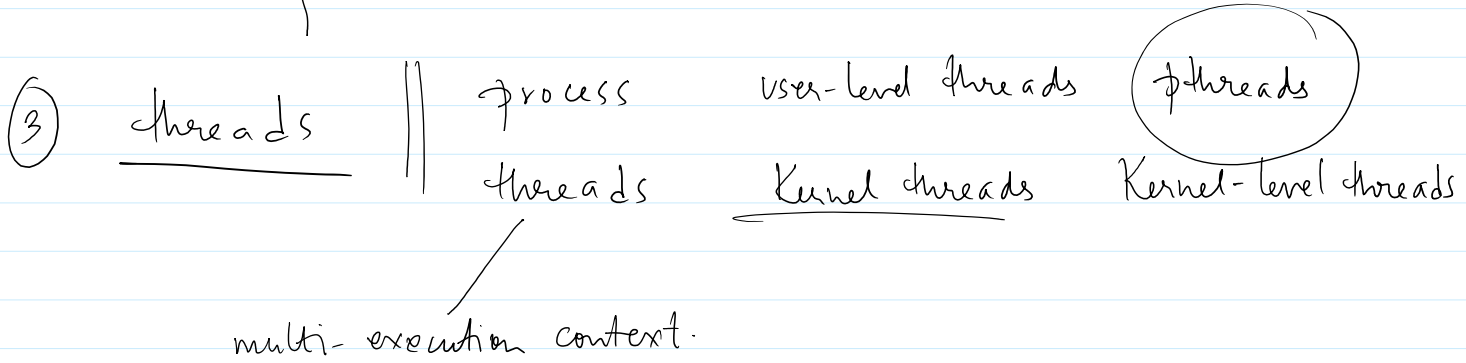 ③ threads || process user-level threads pthreads
threads Kernel threads Kernel-level threads
multi-execution context.